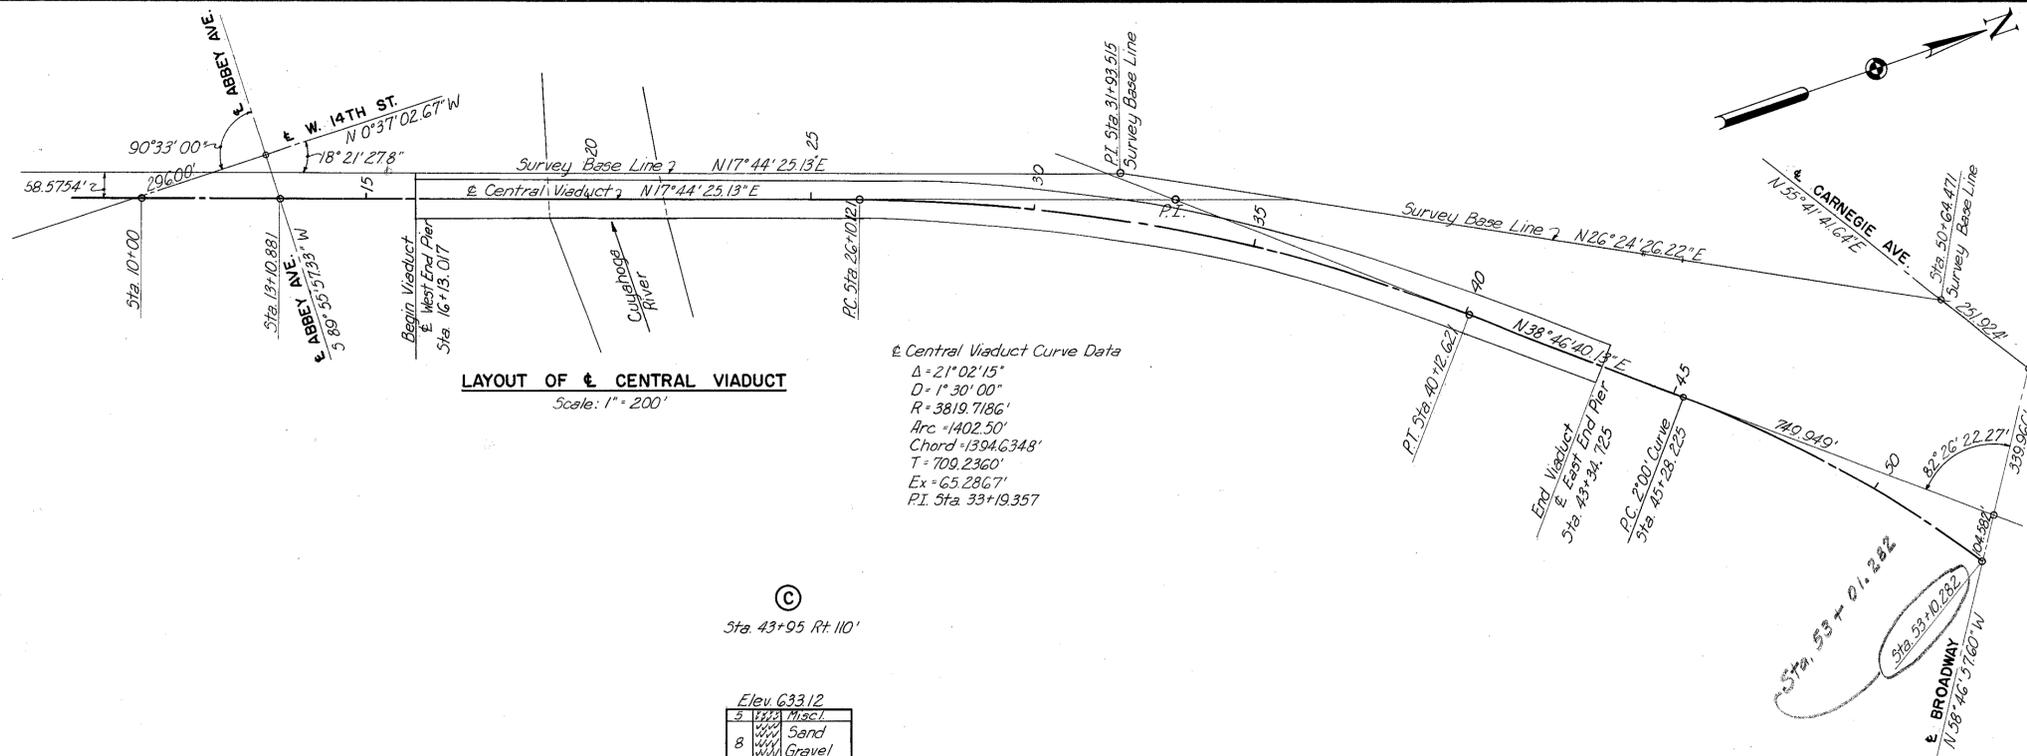 ℄ ABBEY AVE.
90°33'00"
℄ W. 14TH ST.
N 0°37'02.67" W
18°21'27.8"
58.5754'
296.00'
15
20
25
30
35
40
45
50
Survey Base Line N17°44'25.13"E
℄ Central Viaduct N17°44'25.13"E
P.I. Sta. 31+93.515
Survey Base Line
P.I.
Survey Base Line N26°24'26.22"E
N
℄ CARNEGIE AVE.
N 55°41'41.64"E
Sta. 50+64.471
Survey Base Line
251.924'
Sta. 10+00
Sta. 13+10.881
℄ ABBEY AVE.
S 89°55'57.33" W
Begin Viaduct
℄ West End Pier
Sta. 16+13.017
Cuyahoga
River
P.C. Sta. 26+10.121
LAYOUT OF ℄ CENTRAL VIADUCT
Scale: 1" = 200'
℄ Central Viaduct Curve Data
Δ = 21°02'15"
D = 1°30'00"
R = 3819.7186'
Arc = 1402.50'
Chord = 1394.6348'
T = 709.2360'
Ex = 65.2867'
P.I. Sta. 33+19.357
N38°46'40.13"E
P.T. Sta. 40+12.621
End Viaduct
℄ East End Pier
Sta. 43+34.725
P.C. 2°00' Curve
Sta. 45+28.225
749.949'
82°26'22.27"
339.960'
104.582'
Sta. 53+10.282
Sta. 53+01.282
℄ BROADWAY
N 58°46'57.60" W
C
Sta. 43+95 Rt. 110'
Elev. 633.12
5 Miscl.
8 Sand
Gravel